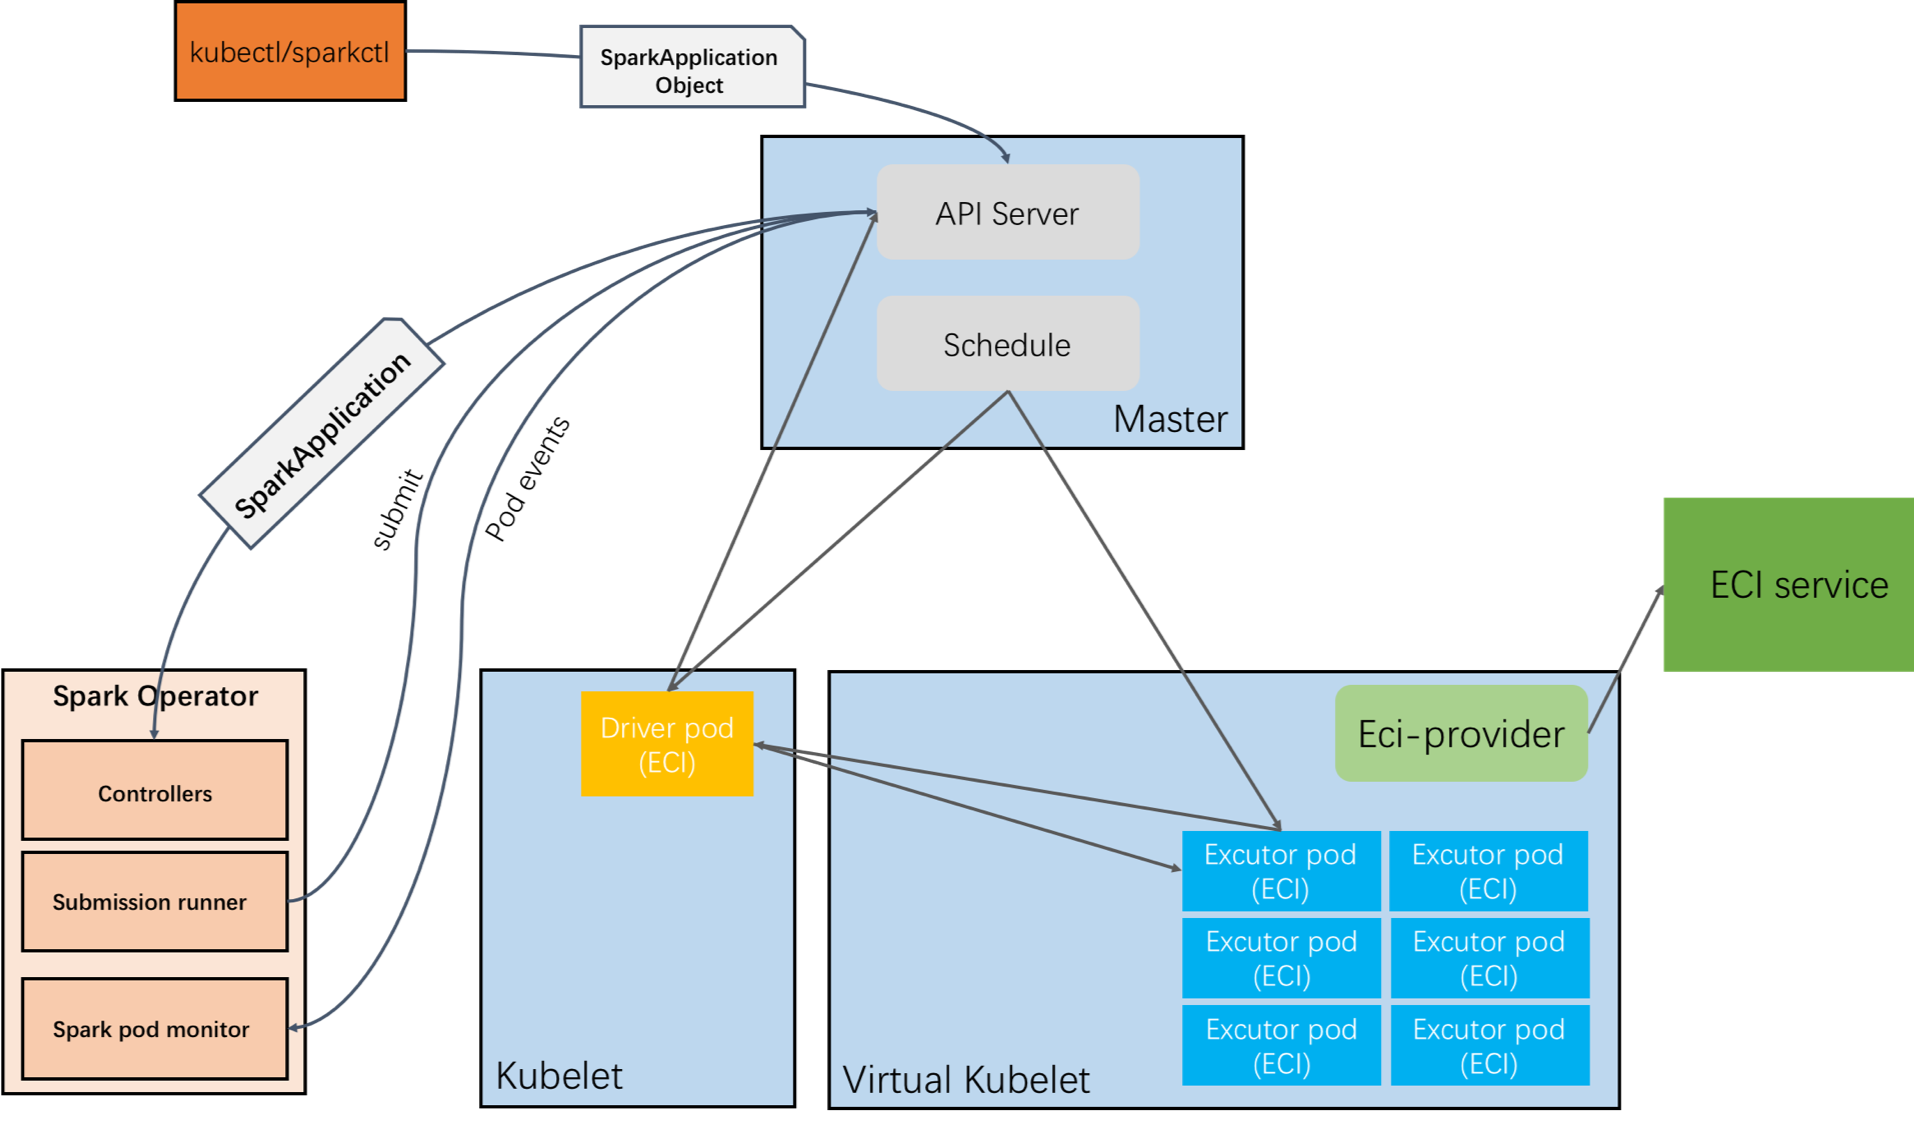 kubectl/sparkctl
SparkApplication
Object
API Server
Schedule
Master
SparkApplication
submit
Pod events
ECI service
Spark Operator
Controllers
Submission runner
Spark pod monitor
Driver pod
(ECI)
Kubelet
Eci-provider
Excutor pod
(ECI)
Excutor pod
(ECI)
Excutor pod
(ECI)
Excutor pod
(ECI)
Excutor pod
(ECI)
Excutor pod
(ECI)
Virtual Kubelet